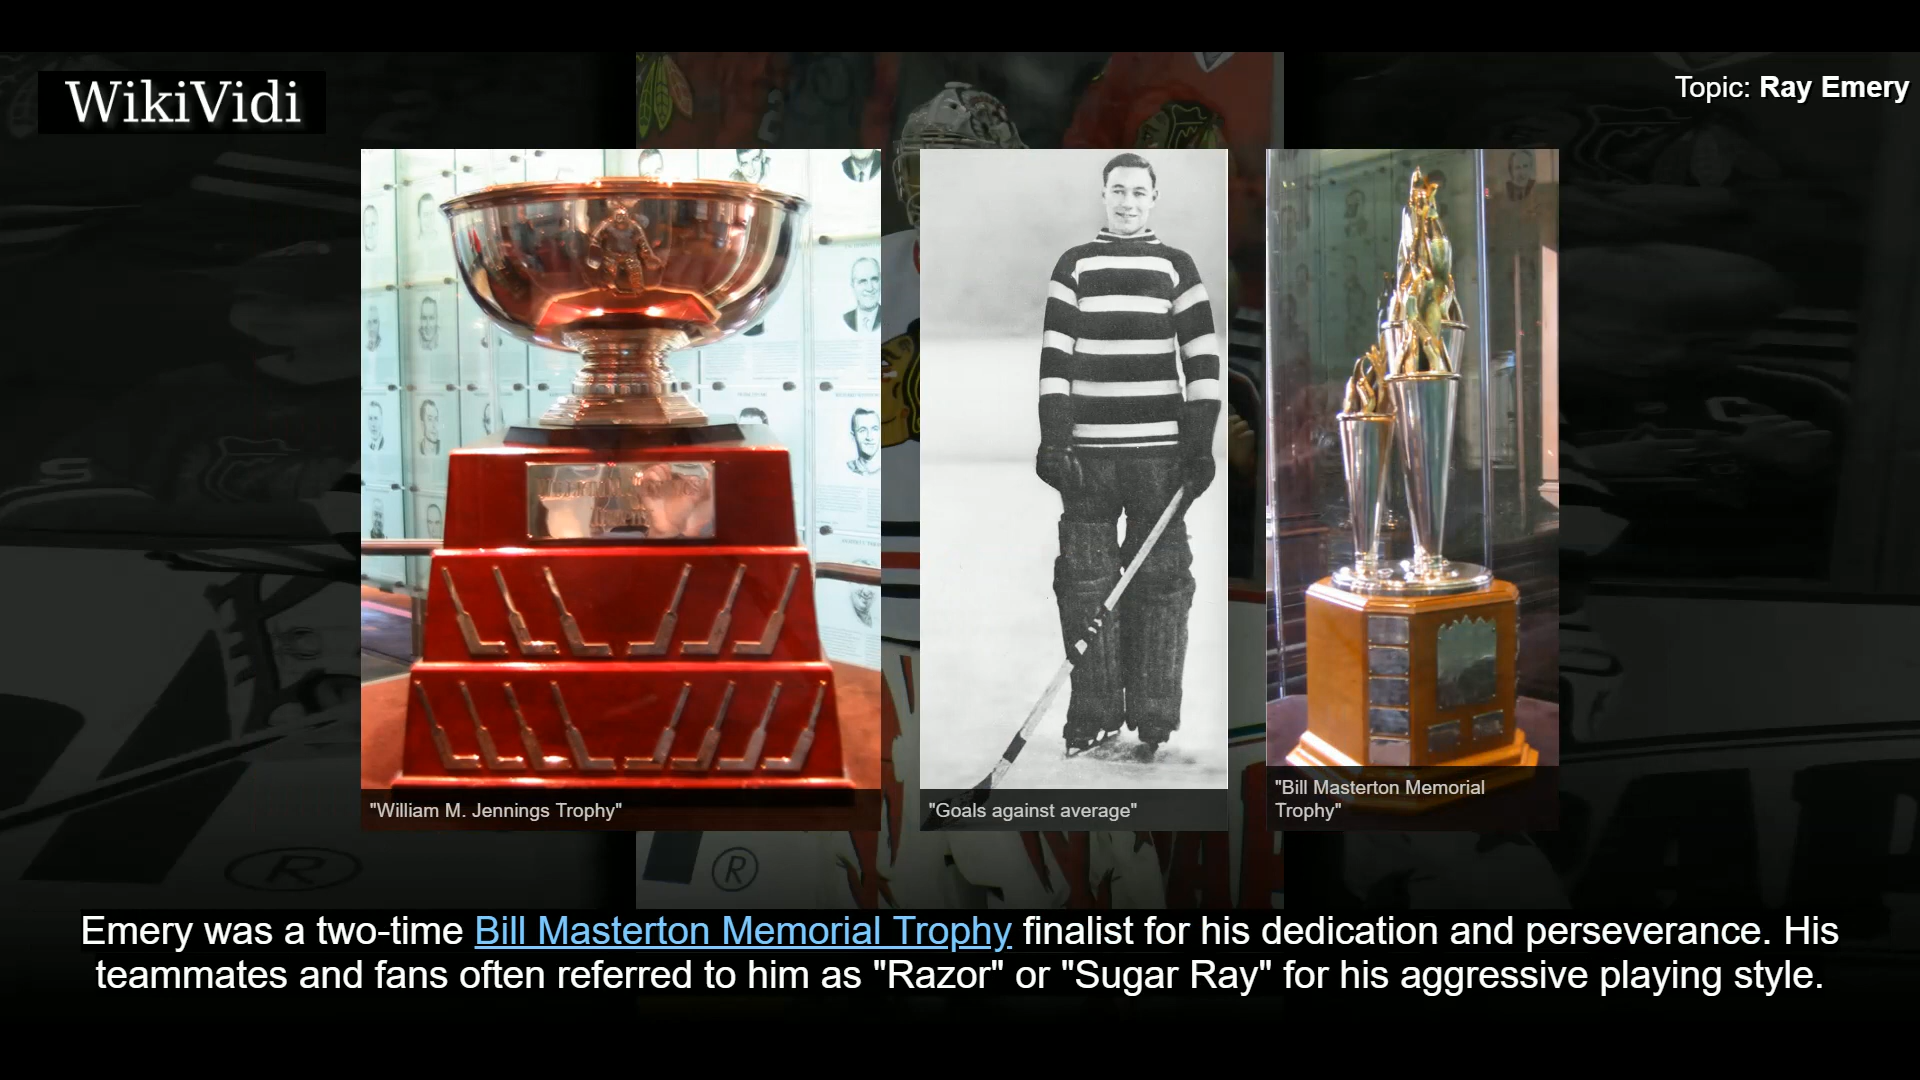 WikiVidi
Topic: Ray Emery
"William M. Jennings Trophy"
"Goals against average"
"Bill Masterton Memorial
Trophy"
®
®
Emery was a two-time Bill Masterton Memorial Trophy finalist for his dedication and perseverance. His
teammates and fans often referred to him as "Razor" or "Sugar Ray" for his aggressive playing style.